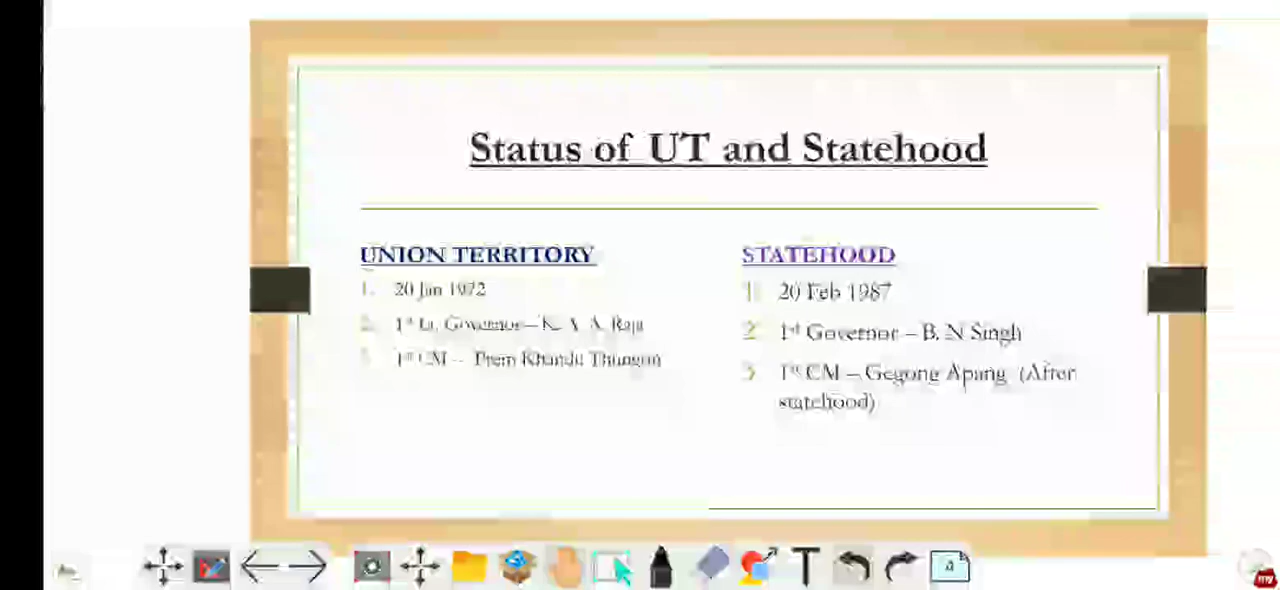 Status of UT and Statehood
UNION TERRITORY
1. 20 Jan 1972
2. 1st Lt. Governor – K. A. A. Raja
3. 1st CM – Prem Khandu Thungon
STATEHOOD
1. 20 Feb 1987
2. 1st Governor – B. N Singh
3. 1st CM – Gegong Apang (After
statehood)
T
a